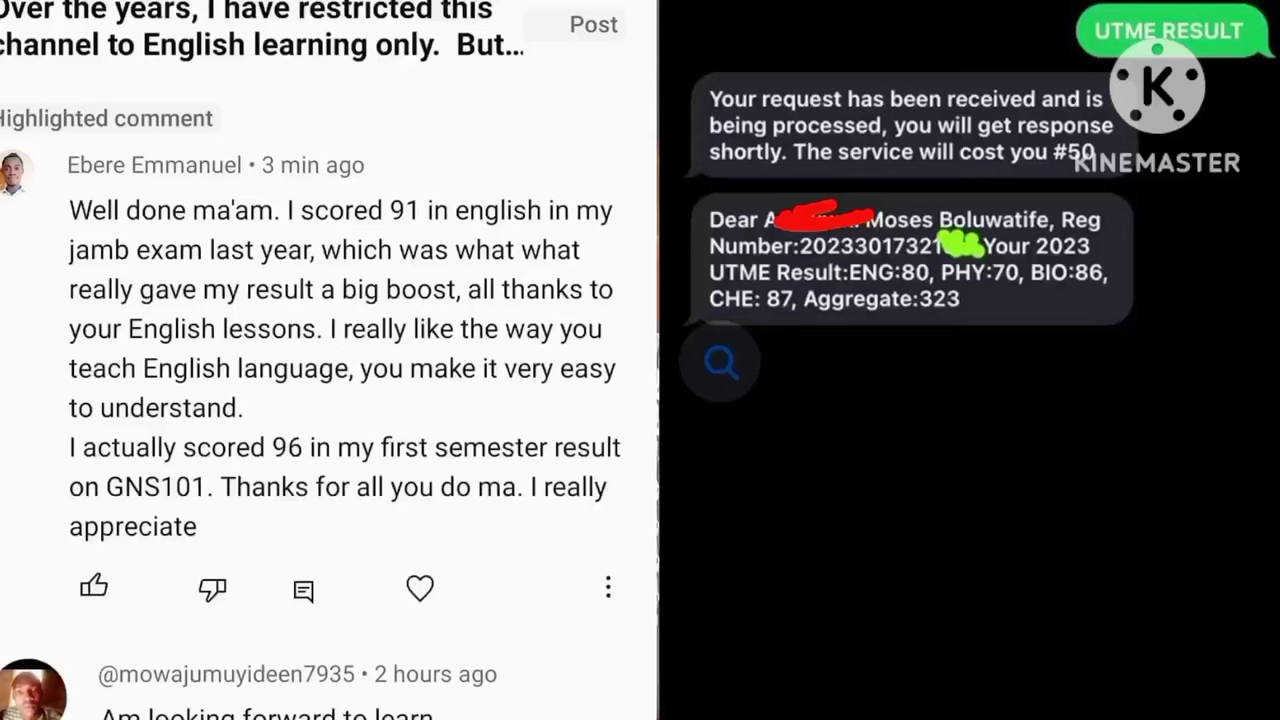 Over the years, I have restricted this
channel to English learning only. But...
Post
Highlighted comment
Ebere Emmanuel • 3 min ago
Well done ma'am. I scored 91 in english in my
jamb exam last year, which was what what
really gave my result a big boost, all thanks to
your English lessons. I really like the way you
teach English language, you make it very easy
to understand.
I actually scored 96 in my first semester result
on GNS101. Thanks for all you do ma. I really
appreciate
@mowajumuyideen7935 • 2 hours ago
Am looking forward to learn
UTME RESULT
Your request has been received and is
being processed, you will get response
shortly. The service will cost you #50
K
KINEMASTER
Dear Moses Boluwatife, Reg
Number:20233017321 Your 2023
UTME Result:ENG:80, PHY:70, BIO:86,
CHE: 87, Aggregate:323